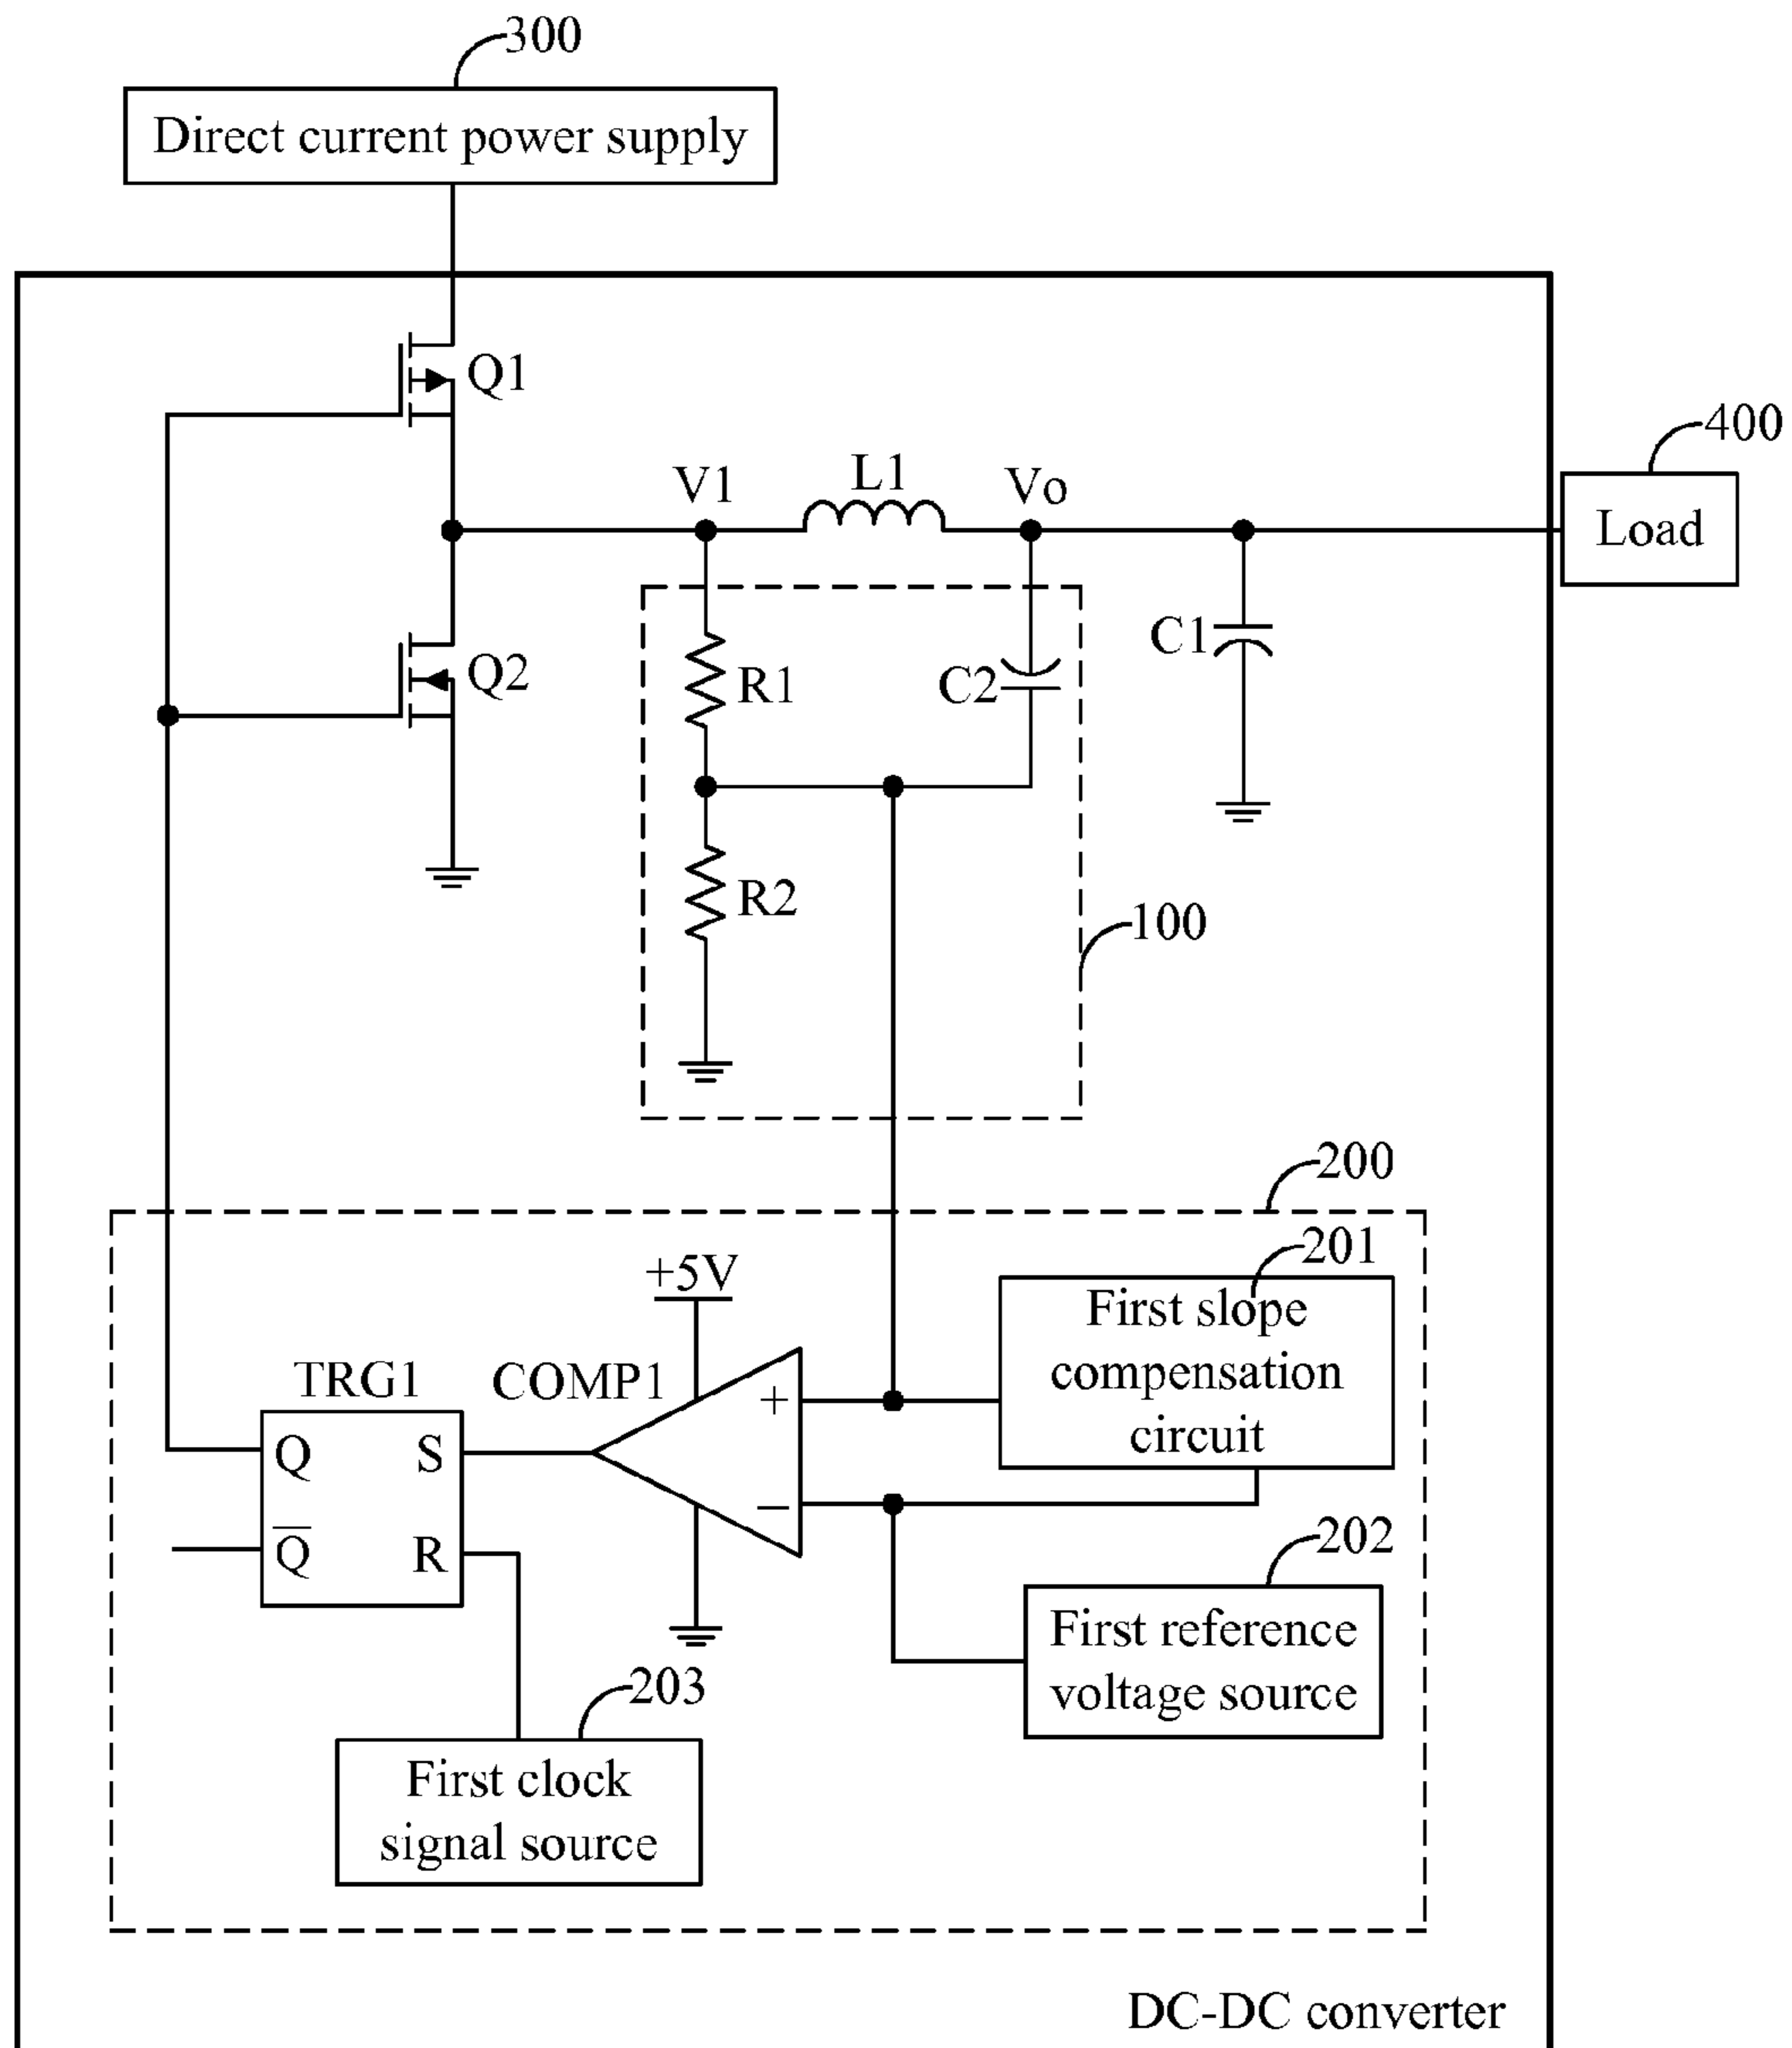 300
Direct current power supply
Q1
400
V1
L1
Vo
Load
Q2
R1
C2
C1
R2
100
200
201
+5V
First slope
compensation
circuit
TRG1
COMP1
+
Q
S
−
Q̅
R
202
First reference
voltage source
203
First clock
signal source
DC-DC converter